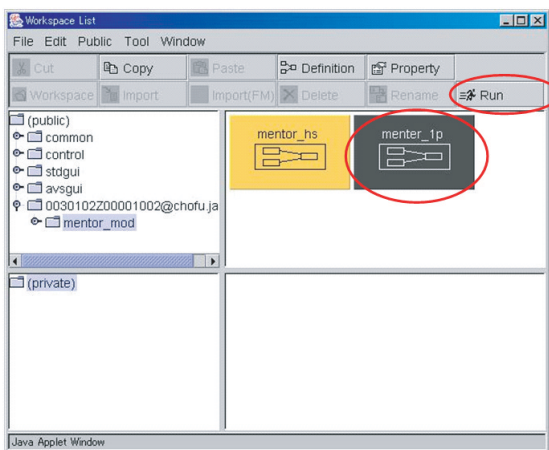 Workspace List
File Edit Public Tool Window
Cut Copy Paste Definition Property
Workspace Import Import(FM) Delete Rename Run
(public)
common
control
stdgui
avsgui
0030102Z00001002@chofu.ja
mentor_mod
mentor_hs menter_1p
(private)
Java Applet Window